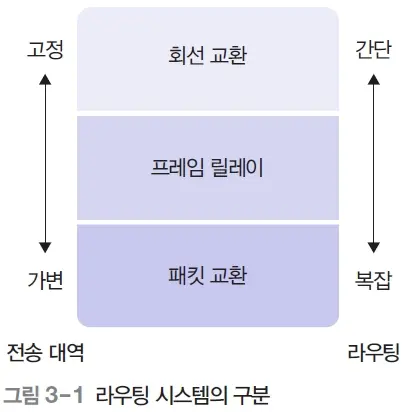 고정
회선 교환
간단
프레임 릴레이
가변
패킷 교환
복잡
전송 대역
라우팅
그림 3-1 라우팅 시스템의 구분